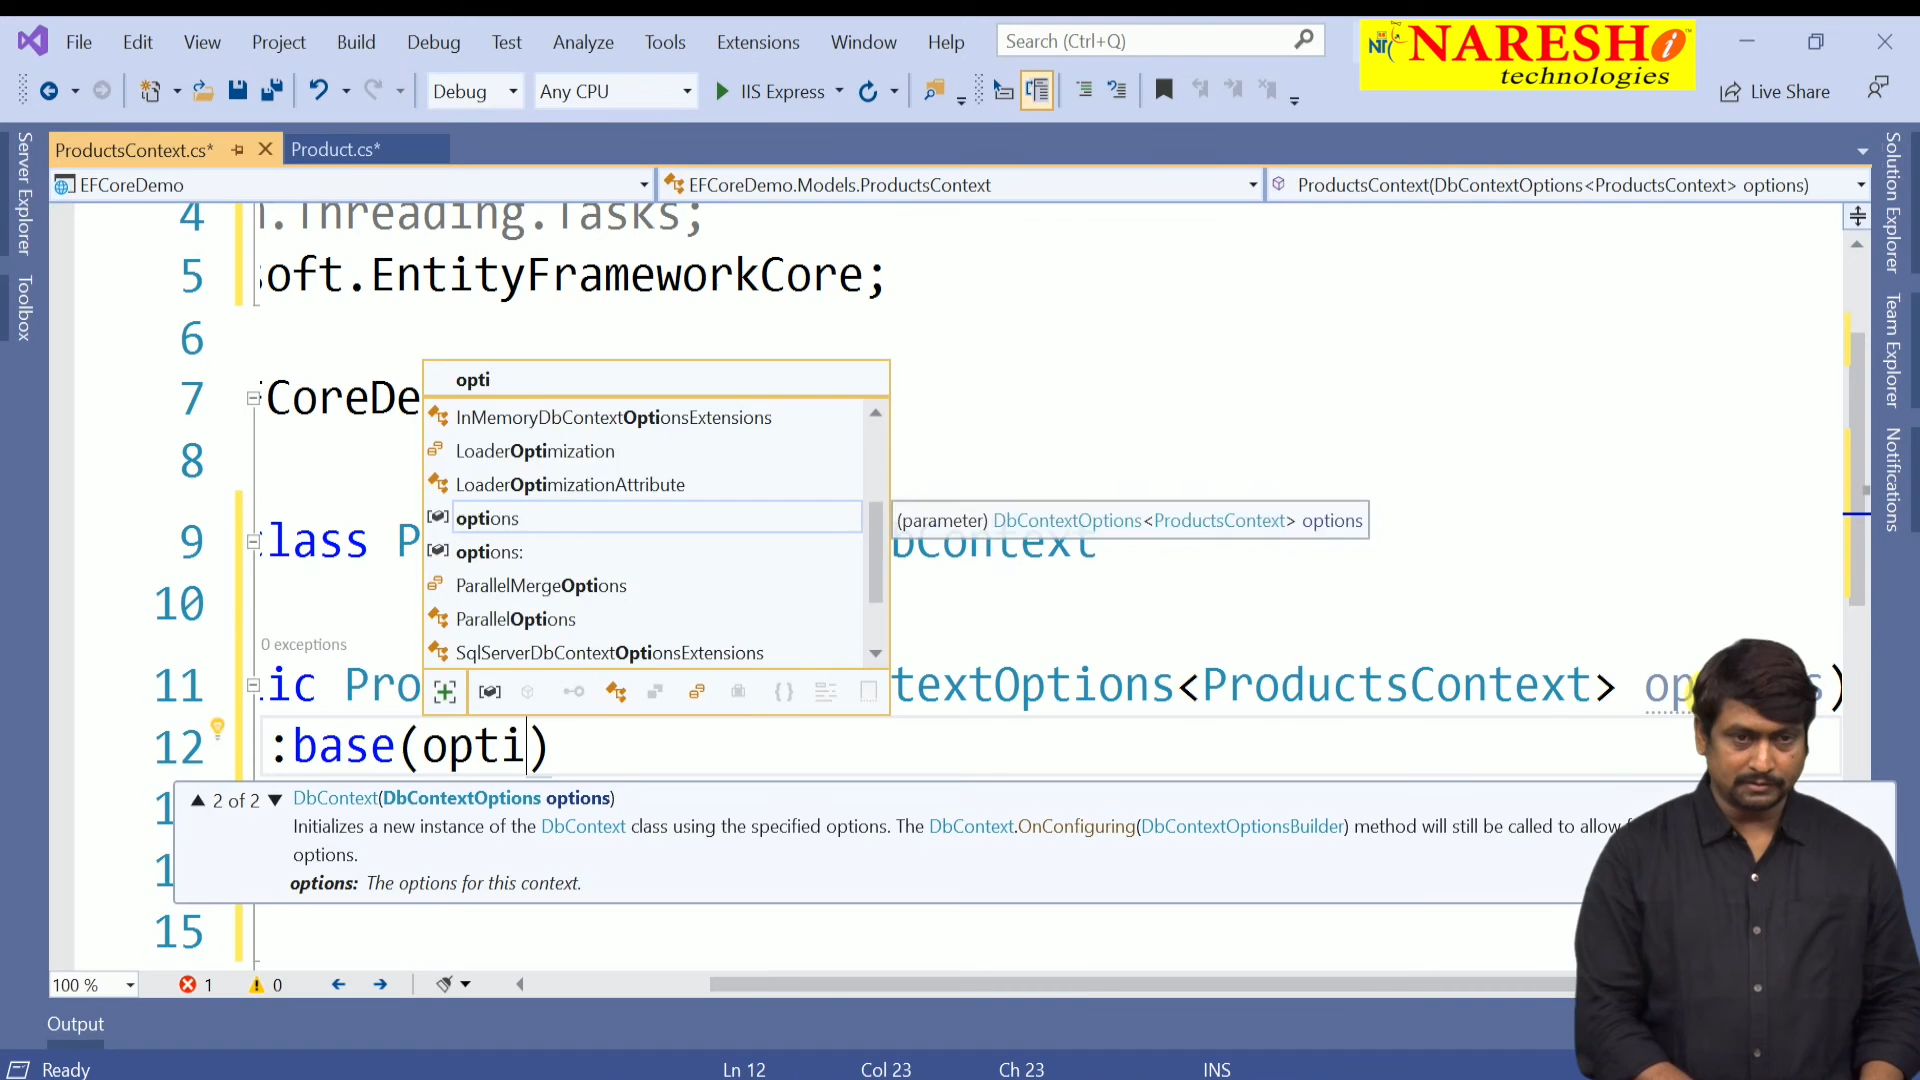 File Edit View Project Build Debug Test Analyze Tools Extensions Window Help Search (Ctrl+Q)
NARESH i
technologies
Debug Any CPU IIS Express Live Share
ProductsContext.cs* Product.cs*
EFCoreDemo EFCoreDemo.Models.ProductsContext ProductsContext(DbContextOptions<ProductsContext> options)
Server Explorer
Toolbox
Solution Explorer
Team Explorer
Notifications
4 .Threading.Tasks;
5 soft.EntityFrameworkCore;
6
7 CoreDe
8
9 class P bContext
10
0 exceptions
11 ic Pro textOptions<ProductsContext> op )
12 :base(opti)
15
opti
InMemoryDbContextOptionsExtensions
LoaderOptimization
LoaderOptimizationAttribute
options
options:
ParallelMergeOptions
ParallelOptions
SqlServerDbContextOptionsExtensions
(parameter) DbContextOptions<ProductsContext> options
2 of 2 DbContext(DbContextOptions options)
Initializes a new instance of the DbContext class using the specified options. The DbContext.OnConfiguring(DbContextOptionsBuilder) method will still be called to allow
options.
options: The options for this context.
100 % 1 0
Output
Ready Ln 12 Col 23 Ch 23 INS